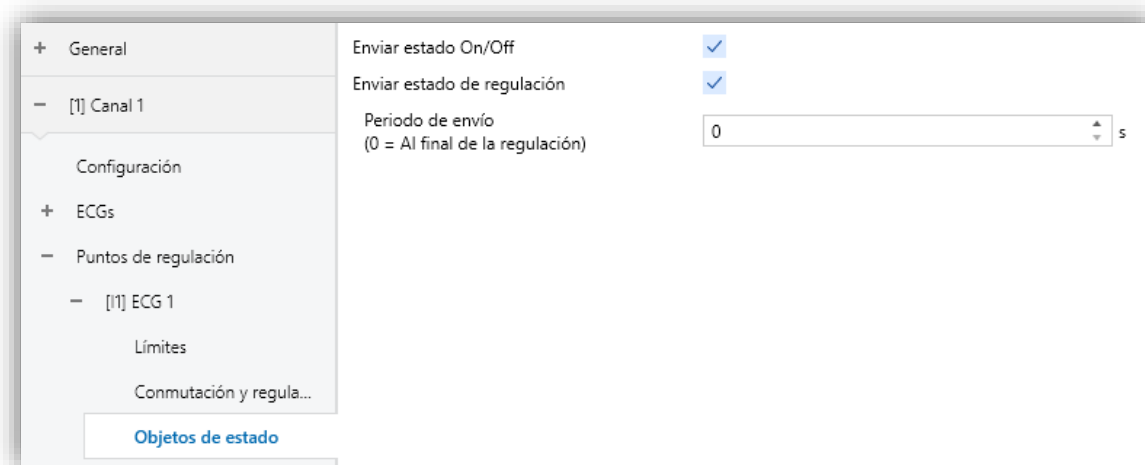 General
[1] Canal 1
Configuración
ECGs
Puntos de regulación
[I1] ECG 1
Límites
Conmutación y regula...
Objetos de estado
Enviar estado On/Off
Enviar estado de regulación
Periodo de envío
(0 = Al final de la regulación)
0 s